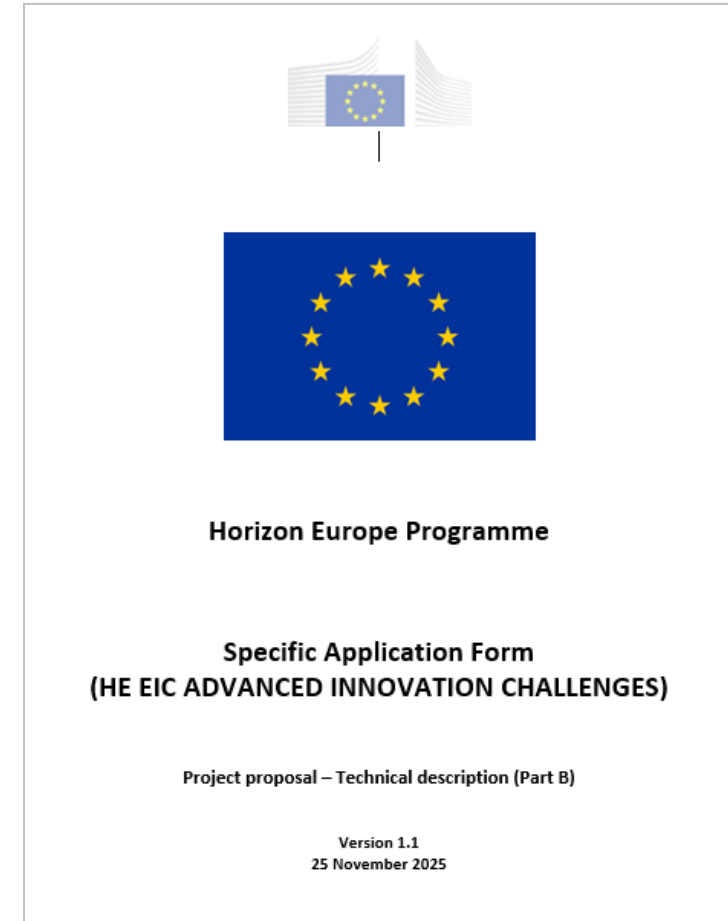 Horizon Europe Programme
Specific Application Form
(HE EIC ADVANCED INNOVATION CHALLENGES)
Project proposal – Technical description (Part B)
Version 1.1
25 November 2025